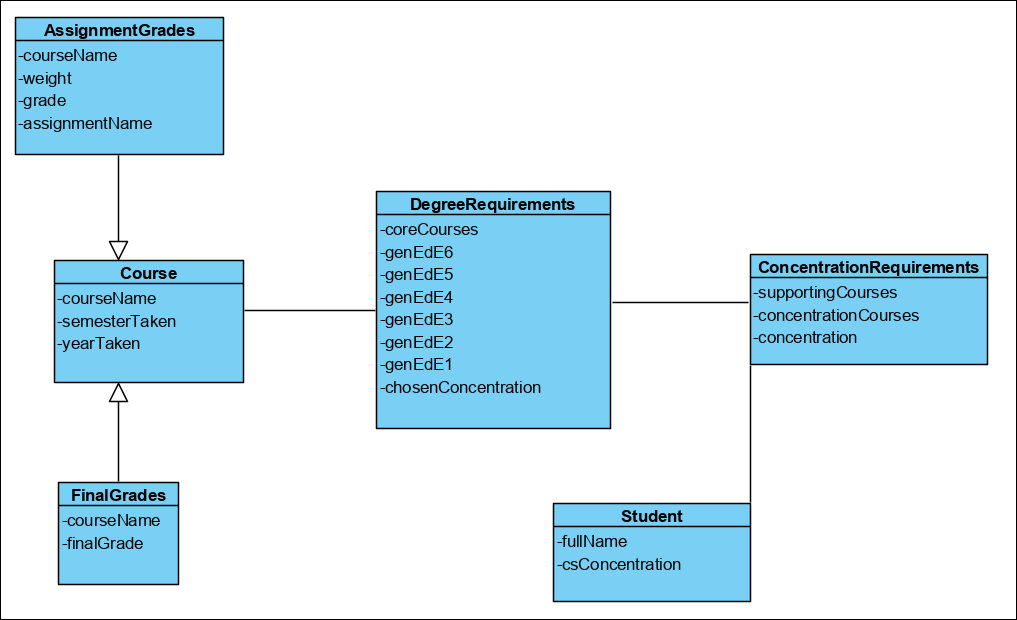 AssignmentGrades
-courseName
-weight
-grade
-assignmentName
Course
-courseName
-semesterTaken
-yearTaken
FinalGrades
-courseName
-finalGrade
DegreeRequirements
-coreCourses
-genEdE6
-genEdE5
-genEdE4
-genEdE3
-genEdE2
-genEdE1
-chosenConcentration
ConcentrationRequirements
-supportingCourses
-concentrationCourses
-concentration
Student
-fullName
-csConcentration